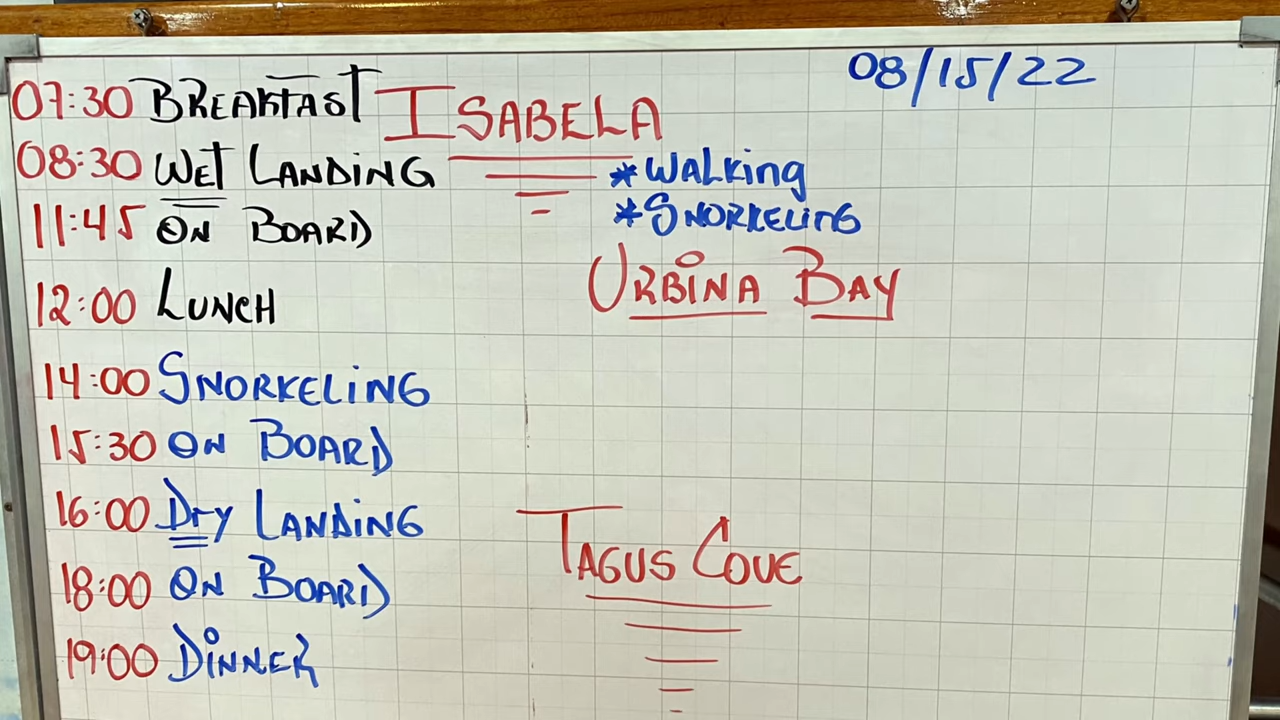 08/15/22
07:30 BREAKFAST ISABELA
08:30 WET LANDING *WALKing
11:45 ON BOARD *SNORKELING
URBiNA BAY
12:00 LUNCH
14:00 SNORKELiNG
15:30 ON BOARD
16:00 Dry LANDING
TAGUS COVE
18:00 ON BOARD
19:00 DiNNER